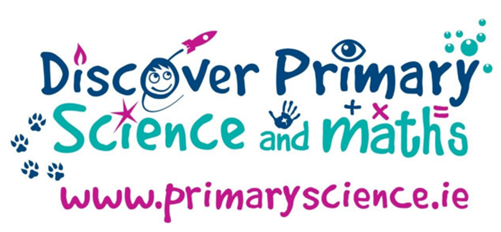 Discover Primary
Science and maths
www.primaryscience.ie